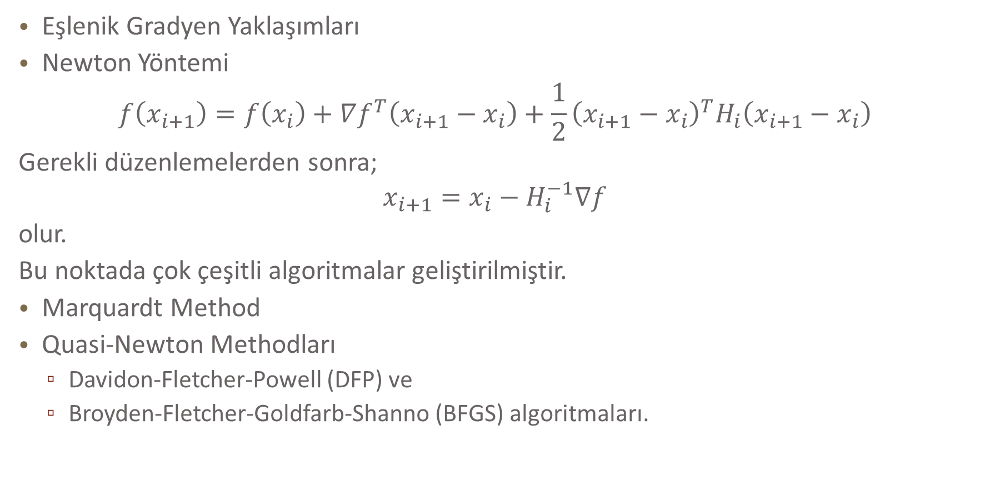 • Eşlenik Gradyen Yaklaşımları
• Newton Yöntemi
$f(x_{i+1}) = f(x_i) + \nabla f^T(x_{i+1} - x_i) + \frac{1}{2}(x_{i+1} - x_i)^T H_i(x_{i+1} - x_i)$
Gerekli düzenlemelerden sonra;
$x_{i+1} = x_i - H_i^{-1}\nabla f$
olur.
Bu noktada çok çeşitli algoritmalar geliştirilmiştir.
• Marquardt Method
• Quasi-Newton Methodları
▫ Davidon-Fletcher-Powell (DFP) ve
▫ Broyden-Fletcher-Goldfarb-Shanno (BFGS) algoritmaları.